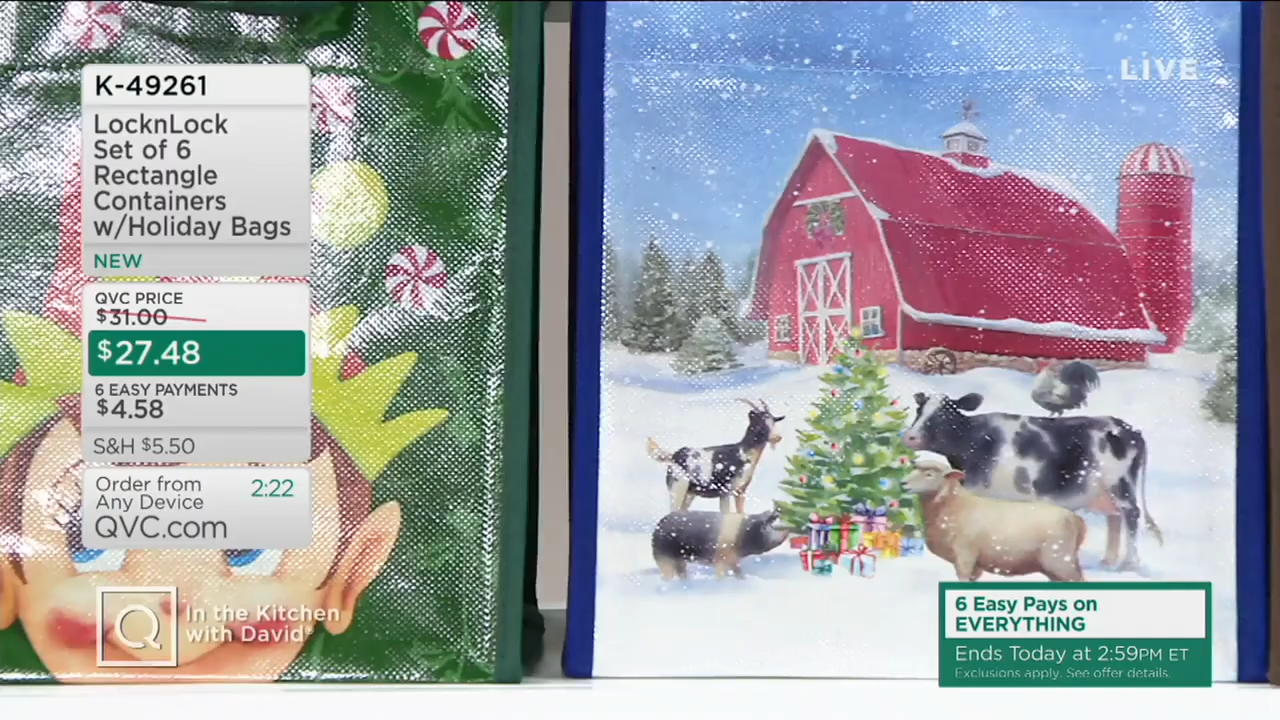 K-49261
LocknLock
Set of 6
Rectangle
Containers
w/Holiday Bags
NEW
QVC PRICE
$31.00
$27.48
6 EASY PAYMENTS
$4.58
S&H $5.50
Order from
Any Device
2:22
QVC.com
Q
In the Kitchen
with David®
LIVE
6 Easy Pays on
EVERYTHING
Ends Today at 2:59PM ET
Exclusions apply. See offer details.